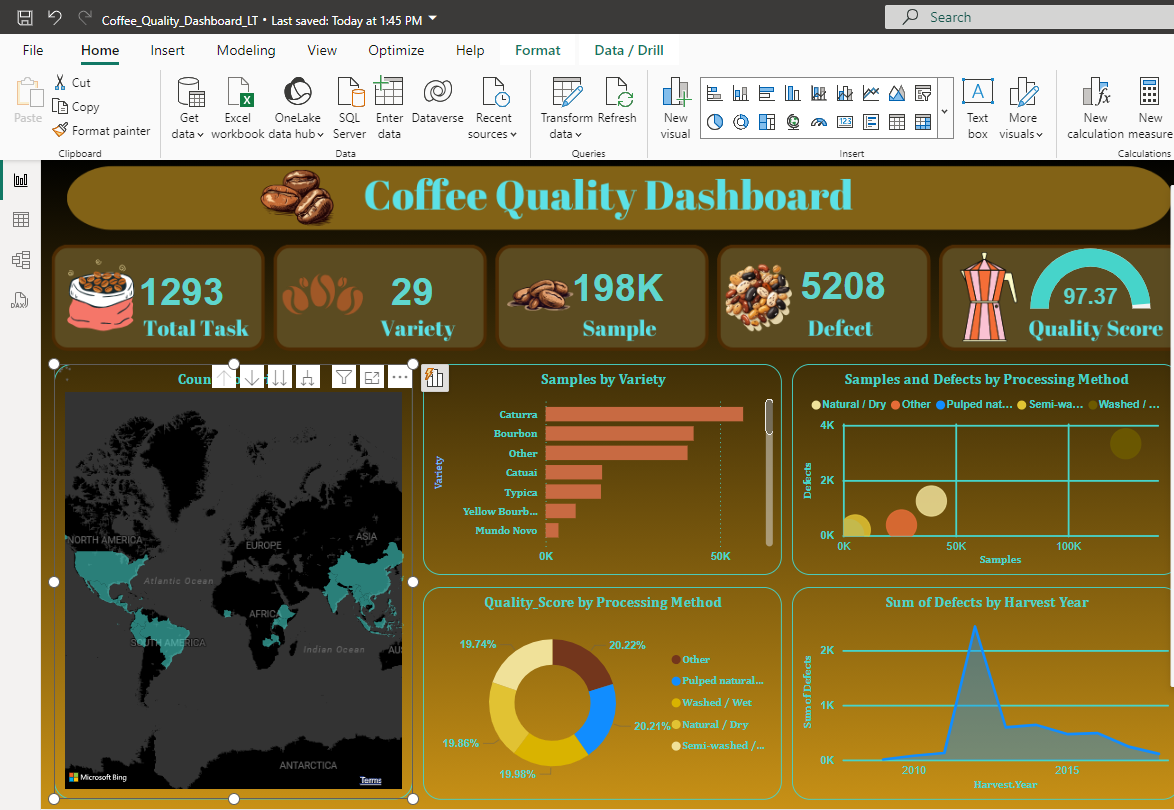 Coffee_Quality_Dashboard_LT • Last saved: Today at 1:45 PM
Search
File Home Insert Modeling View Optimize Help Format Data / Drill
Paste
Cut
Copy
Format painter
Clipboard
Get data
Excel workbook
OneLake data hub
SQL Server
Enter data
Dataverse
Recent sources
Data
Transform data
Refresh
Queries
New visual
Text box
More visuals
Insert
New calculation
New measure
Calculations
Coffee Quality Dashboard
1293
Total Task
29
Variety
198K
Sample
5208
Defect
97.37
Quality Score
NORTH AMERICA
EUROPE
ASIA
Atlantic Ocean
AFRICA
SOUTH AMERICA
Indian Ocean
AU
ANTARCTICA
Microsoft Bing
Terms
Samples by Variety
Variety
Caturra
Bourbon
Other
Catuai
Typica
Yellow Bourb...
Mundo Novo
0K 50K
Samples and Defects by Processing Method
Natural / Dry Other Pulped nat... Semi-wa... Washed / ...
Defects
4K
2K
0K
0K 50K 100K
Samples
Quality_Score by Processing Method
19.74%
20.22%
20.21%
19.98%
19.86%
Other
Pulped natural...
Washed / Wet
Natural / Dry
Semi-washed /...
Sum of Defects by Harvest Year
Sum of Defects
2K
1K
0K
2010 2015
Harvest.Year